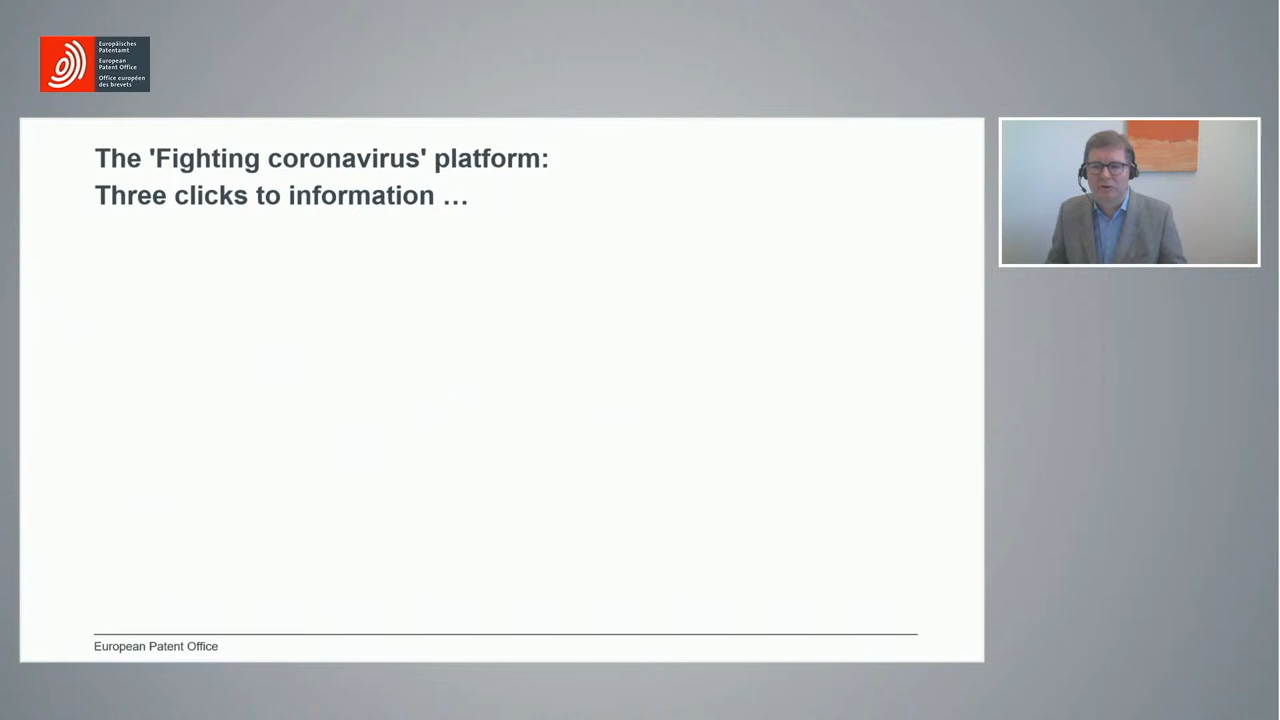 Europäisches
Patentamt
European
Patent Office
Office européen
des brevets
The 'Fighting coronavirus' platform:
Three clicks to information …
European Patent Office